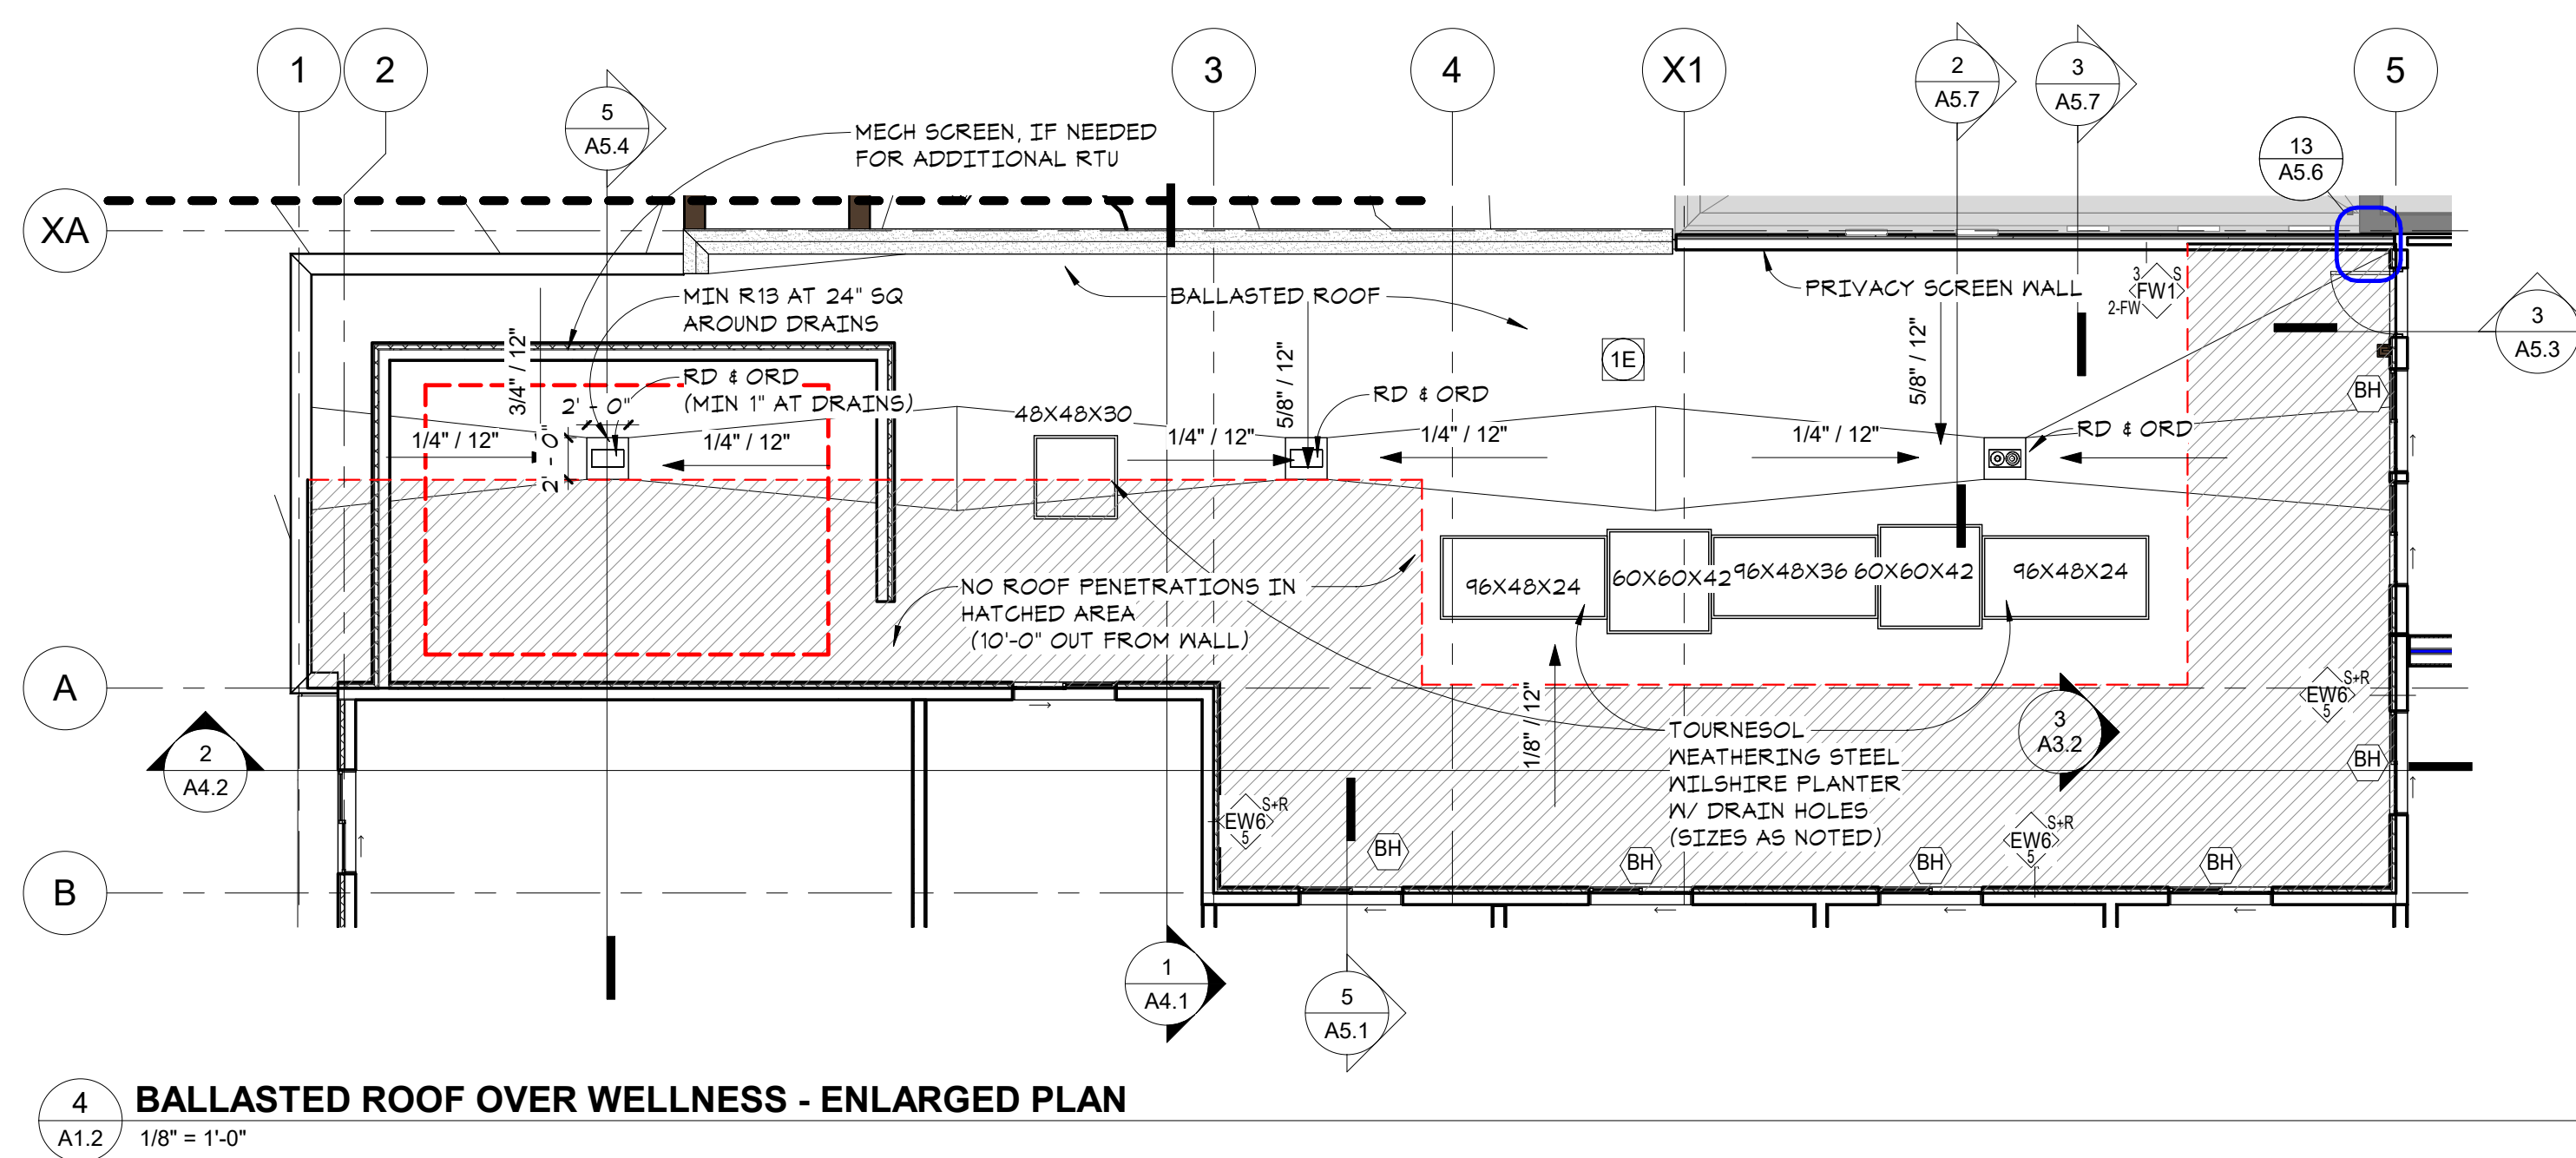 1
2
3
4
X1
5
5
A5.4
2
A5.7
3
A5.7
13
A5.6
3
A5.3
XA
A
B
MECH SCREEN, IF NEEDED
FOR ADDITIONAL RTU
MIN R13 AT 24" SQ
AROUND DRAINS
BALLASTED ROOF
PRIVACY SCREEN WALL
3
S
FW1
2-FW
1E
3/4" / 12"
RD & ORD
(MIN 1" AT DRAINS)
2' - 0"
2' - 0"
1/4" / 12"
1/4" / 12"
48X48X30
5/8" / 12"
RD & ORD
1/4" / 12"
1/4" / 12"
5/8" / 12"
1/4" / 12"
RD & ORD
BH
NO ROOF PENETRATIONS IN
HATCHED AREA
(10'-0" OUT FROM WALL)
96X48X24
60X60X42
96X48X36
60X60X42
96X48X24
1/8" / 12"
TOURNESOL
WEATHERING STEEL
WILSHIRE PLANTER
W/ DRAIN HOLES
(SIZES AS NOTED)
3
A3.2
S+R
EW6
5
BH
2
A4.2
S+R
EW6
5
S+R
EW6
5
BH
BH
BH
BH
1
A4.1
5
A5.1
4
A1.2
BALLASTED ROOF OVER WELLNESS - ENLARGED PLAN
1/8" = 1'-0"